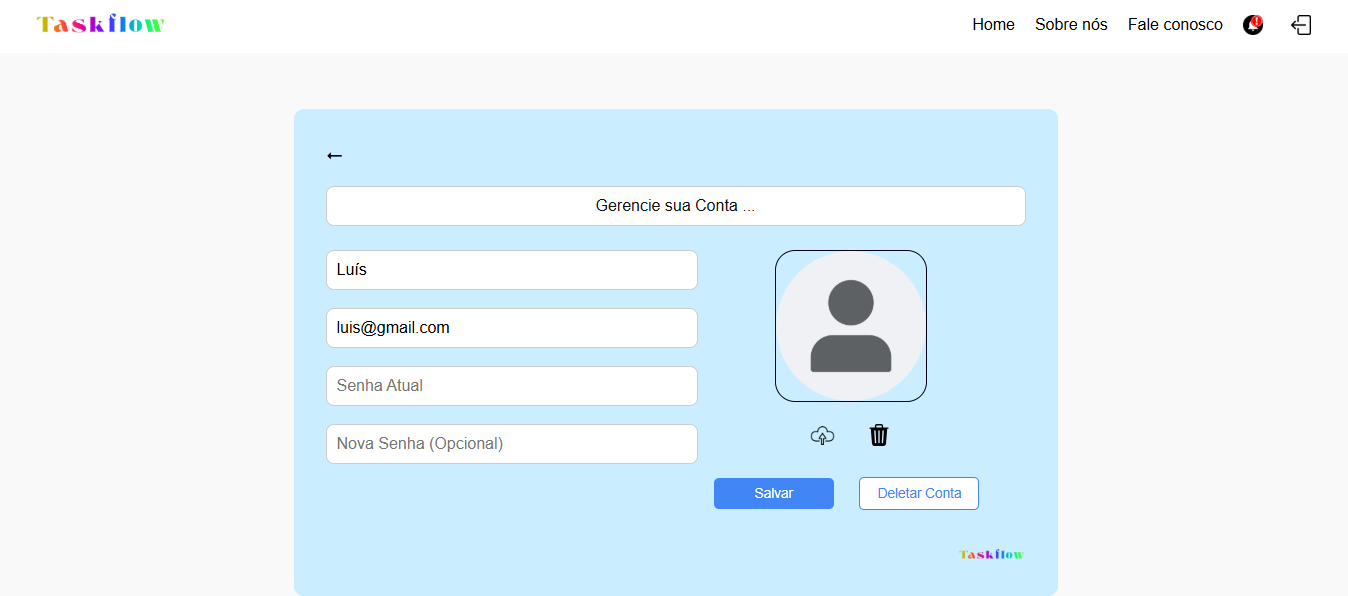 Taskflow
Home Sobre nós Fale conosco
←
Gerencie sua Conta ...
Luís
luis@gmail.com
Senha Atual
Nova Senha (Opcional)
Salvar Deletar Conta
Taskflow